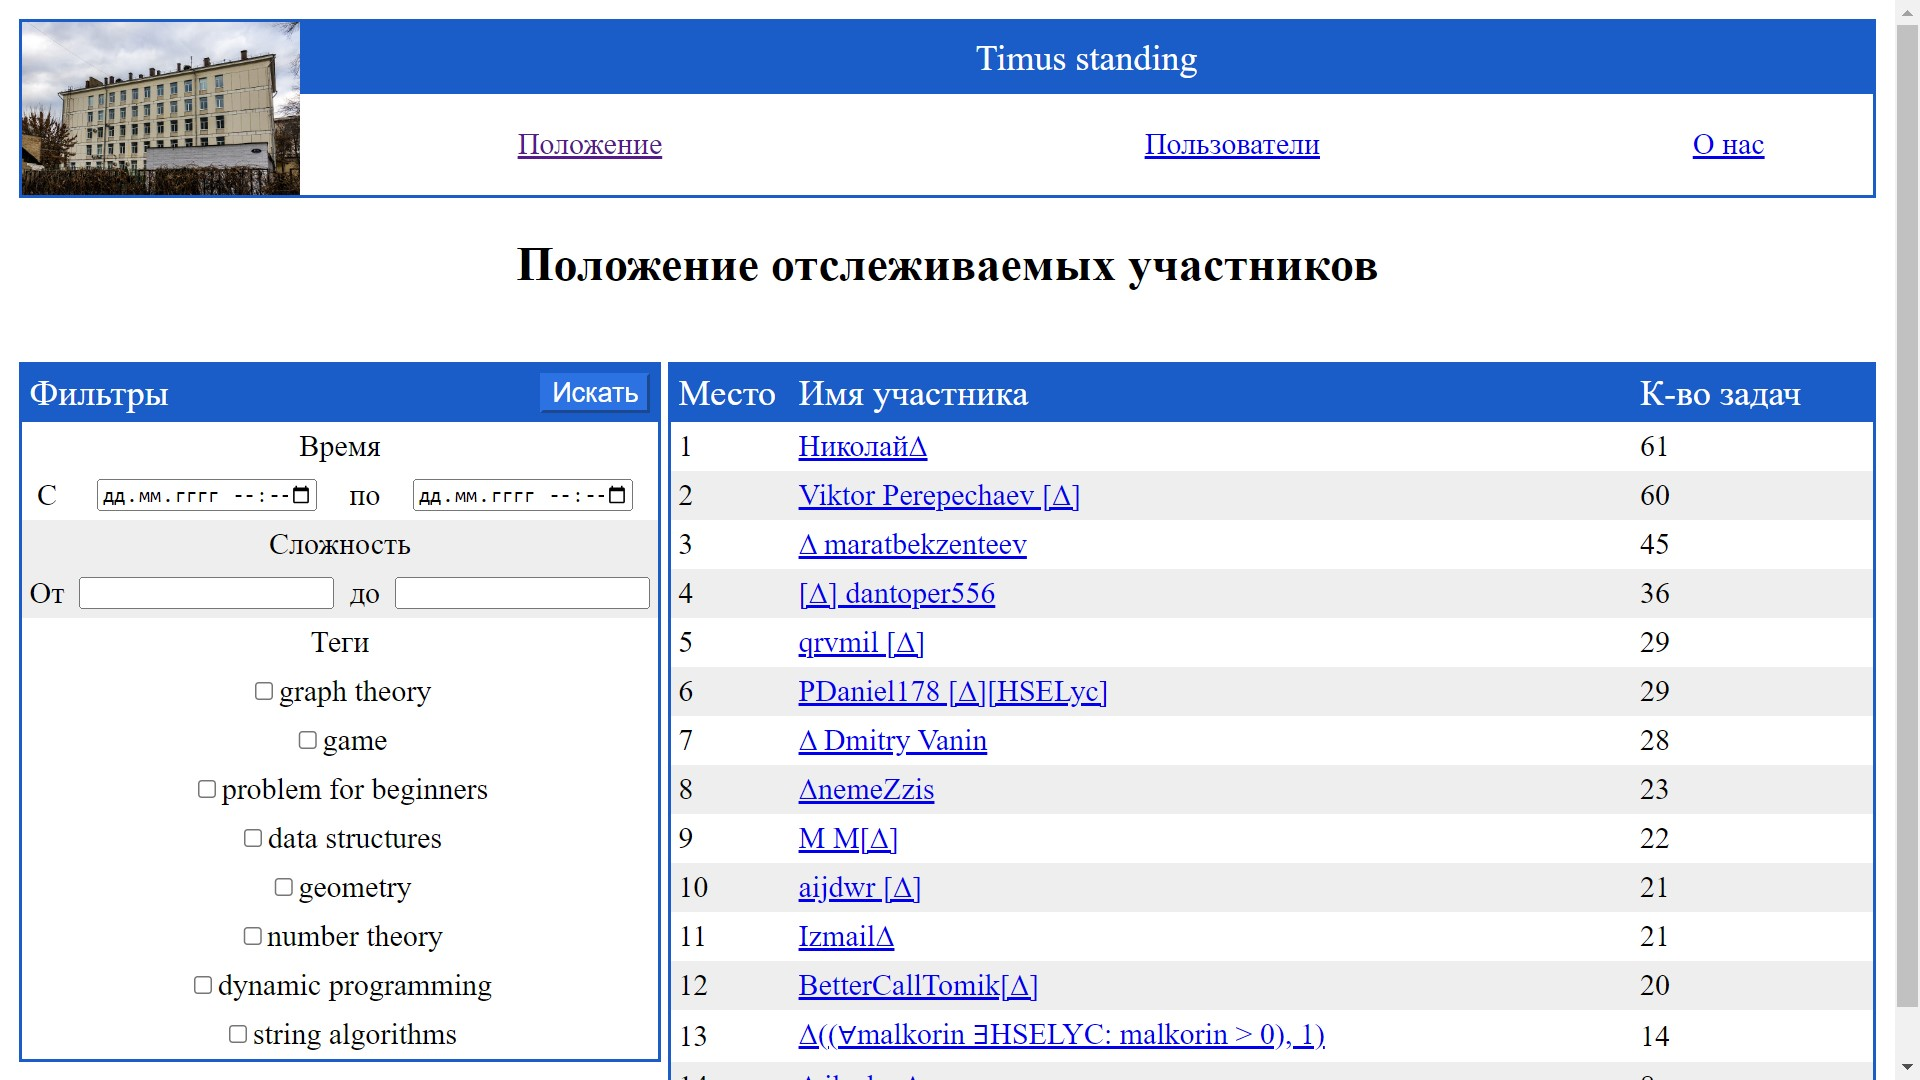 Timus standing
Положение Пользователи О нас
Положение отслеживаемых участников
Фильтры Искать
Время
С дд.мм.гггг --:-- по дд.мм.гггг --:--
Сложность
От до
Теги
graph theory
game
problem for beginners
data structures
geometry
number theory
dynamic programming
string algorithms
Место Имя участника К-во задач
1 НиколайΔ 61
2 Viktor Perepechaev [Δ] 60
3 Δ maratbekzenteev 45
4 [Δ] dantoper556 36
5 qrvmil [Δ] 29
6 PDaniel178 [Δ][HSELyc] 29
7 Δ Dmitry Vanin 28
8 ΔnemeZzis 23
9 M M[Δ] 22
10 aijdwr [Δ] 21
11 IzmailΔ 21
12 BetterCallTomik[Δ] 20
13 Δ((∀malkorin ∃HSELYC: malkorin > 0), 1) 14